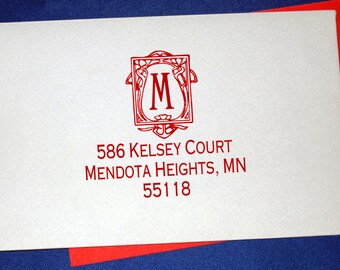 M
586 Kelsey Court
Mendota Heights, MN
55118